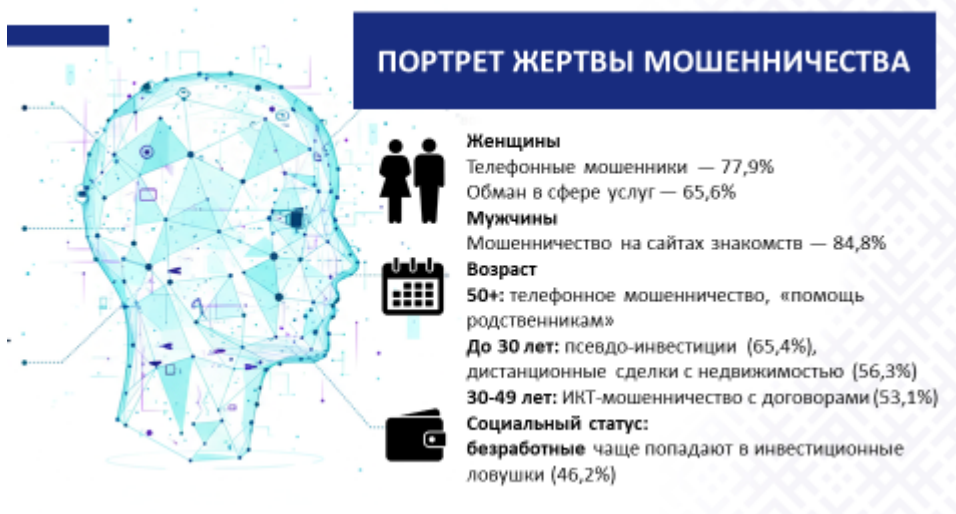 ПОРТРЕТ ЖЕРТВЫ МОШЕННИЧЕСТВА
Женщины
Телефонные мошенники — 77,9%
Обман в сфере услуг — 65,6%
Мужчины
Мошенничество на сайтах знакомств — 84,8%
Возраст
50+: телефонное мошенничество, «помощь
родственникам»
До 30 лет: псевдо-инвестиции (65,4%),
дистанционные сделки с недвижимостью (56,3%)
30-49 лет: ИКТ-мошенничество с договорами (53,1%)
Социальный статус:
безработные чаще попадают в инвестиционные
ловушки (46,2%)